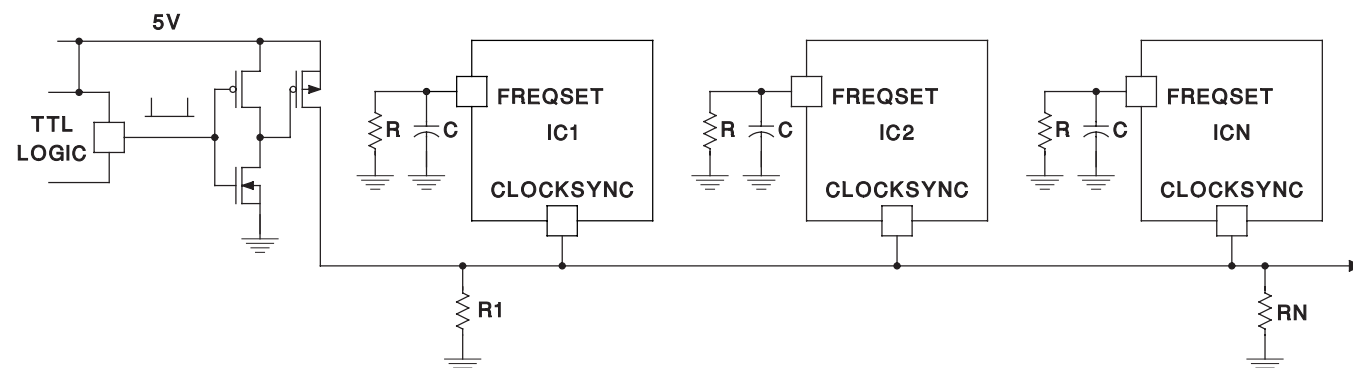 5V
TTL
LOGIC
R
C
FREQSET
IC1
CLOCKSYNC
R
C
FREQSET
IC2
CLOCKSYNC
R
C
FREQSET
ICN
CLOCKSYNC
R1
RN